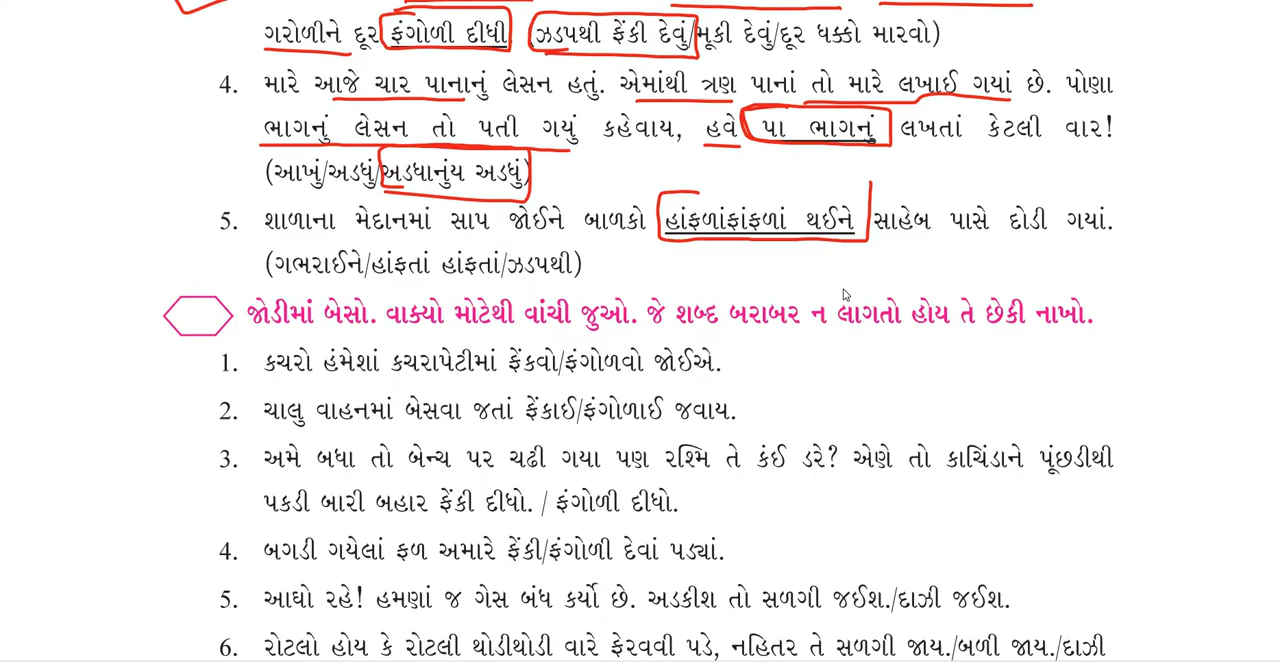 ગરોળીને દૂર ફંગોળી દીધી. (ઝડપથી ફેંકી દેવું/મૂકી દેવું/દૂર ધક્કો મારવો)
4. મારે આજે ચાર પાનાનું લેસન હતું. એમાંથી ત્રણ પાનાં તો મારે લખાઈ ગયાં છે. પોણા
ભાગનું લેસન તો પતી ગયું કહેવાય, હવે પા ભાગનું લખતાં કેટલી વાર!
(આખું/અડધું/અડધાનુંય અડધું)
5. શાળાના મેદાનમાં સાપ જોઈને બાળકો હાંફળાંફાંફળાં થઈને સાહેબ પાસે દોડી ગયાં.
(ગભરાઈને/હાંફતાં હાંફતાં/ઝડપથી)
જોડીમાં બેસો. વાક્યો મોટેથી વાંચી જુઓ. જે શબ્દ બરાબર ન લાગતો હોય તે છેકી નાખો.
1. કચરો હંમેશાં કચરાપેટીમાં ફેંકવો/ફંગોળવો જોઈએ.
2. ચાલુ વાહનમાં બેસવા જતાં ફેંકાઈ/ફંગોળાઈ જવાય.
3. અમે બધા તો બેન્ચ પર ચઢી ગયા પણ રશ્મિ તે કંઈ ડરે? એણે તો કાચિંડાને પૂંછડીથી
પકડી બારી બહાર ફેંકી દીધો. / ફંગોળી દીધો.
4. બગડી ગયેલાં ફળ અમારે ફેંકી/ફંગોળી દેવાં પડ્યાં.
5. આઘો રહે! હમણાં જ ગેસ બંધ કર્યો છે. અડકીશ તો સળગી જઈશ./દાઝી જઈશ.
6. રોટલો હોય કે રોટલી થોડીથોડી વારે ફેરવવી પડે, નહિતર તે સળગી જાય./બળી જાય./દાઝી